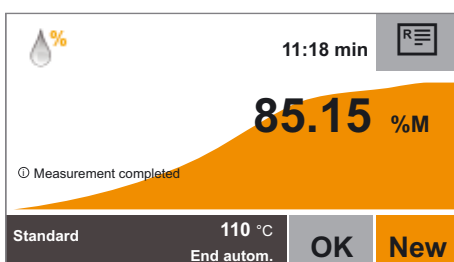 %
11:18 min
R
85.15 %M
ⓘ Measurement completed
Standard
110 °C
End autom.
OK
New